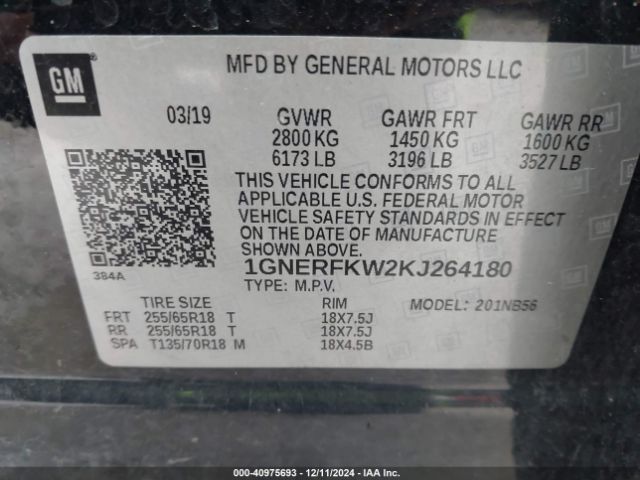 GM
MFD BY GENERAL MOTORS LLC
03/19 GVWR GAWR FRT GAWR RR
2800 KG 1450 KG 1600 KG
6173 LB 3196 LB 3527 LB
THIS VEHICLE CONFORMS TO ALL
APPLICABLE U.S. FEDERAL MOTOR
VEHICLE SAFETY STANDARDS IN EFFECT
ON THE DATE OF MANUFACTURE
SHOWN ABOVE.
384A
1GNERFKW2KJ264180
TYPE: M.P.V.
TIRE SIZE RIM MODEL: 201NB56
FRT 255/65R18 T 18X7.5J
RR 255/65R18 T 18X7.5J
SPA T135/70R18 M 18X4.5B
000-40975693 - 12/11/2024 - IAA Inc.